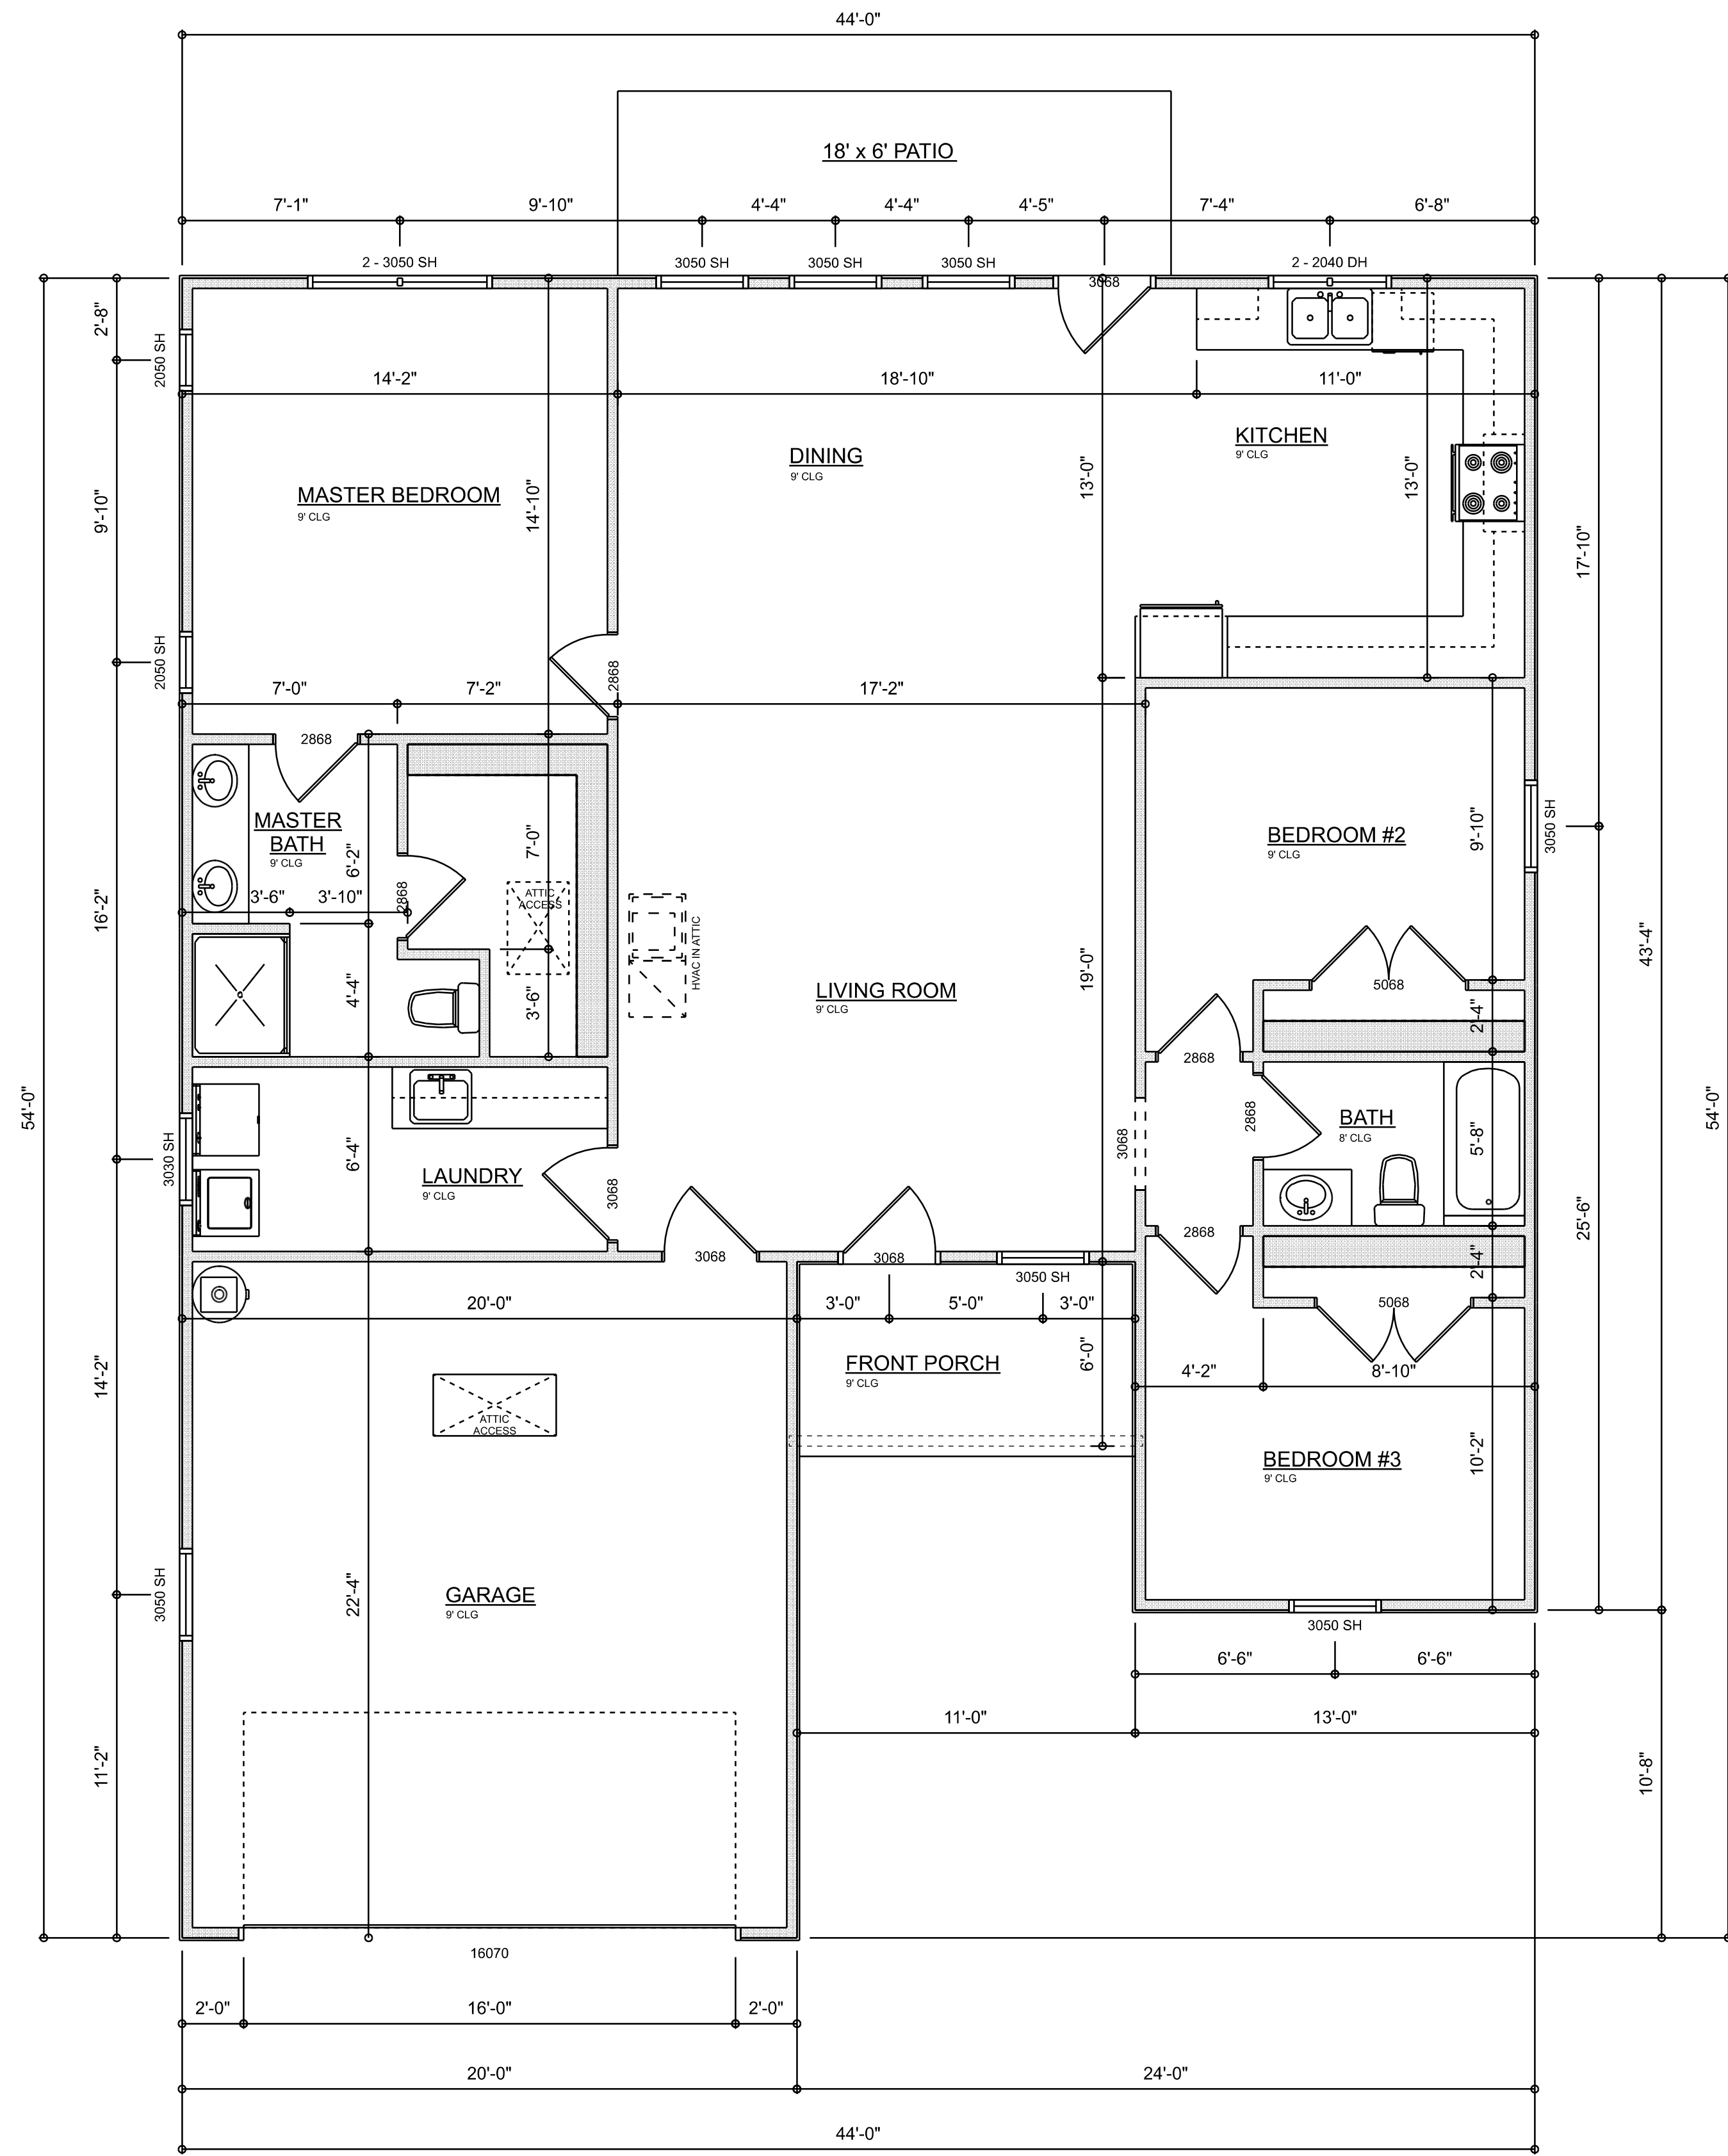 44'-0"
18' x 6' PATIO
7'-1" 9'-10" 4'-4" 4'-4" 4'-5" 7'-4" 6'-8"
2 - 3050 SH 3050 SH 3050 SH 3050 SH 2 - 2040 DH
3068
2'-8"
2050 SH
14'-2" 18'-10" 11'-0"
KITCHEN
9' CLG
DINING
9' CLG
13'-0" 13'-0"
MASTER BEDROOM
9' CLG
14'-10"
9'-10"
17'-10"
2050 SH
2868
7'-0" 7'-2" 17'-2"
2868
MASTER
BATH
9' CLG
6'-2"
7'-0"
3'-6" 3'-10"
2868
ATTIC
ACCESS
BEDROOM #2
9' CLG
9'-10"
3050 SH
16'-2"
43'-4"
HVAC IN ATTIC
4'-4"
3'-6"
LIVING ROOM
9' CLG
19'-0"
5068
2'-4"
2868
54'-0"
54'-0"
3030 SH
6'-4"
LAUNDRY
9' CLG
3068
3068
2868
BATH
8' CLG
5'-8"
25'-6"
2868
3068
3068
3050 SH
2'-4"
20'-0" 3'-0" 5'-0" 3'-0"
5068
FRONT PORCH
9' CLG
6'-0"
4'-2" 8'-10"
14'-2"
ATTIC
ACCESS
BEDROOM #3
9' CLG
10'-2"
3050 SH
22'-4"
GARAGE
9' CLG
3050 SH
6'-6" 6'-6"
11'-0" 13'-0"
11'-2"
10'-8"
16070
2'-0" 16'-0" 2'-0"
20'-0" 24'-0"
44'-0"